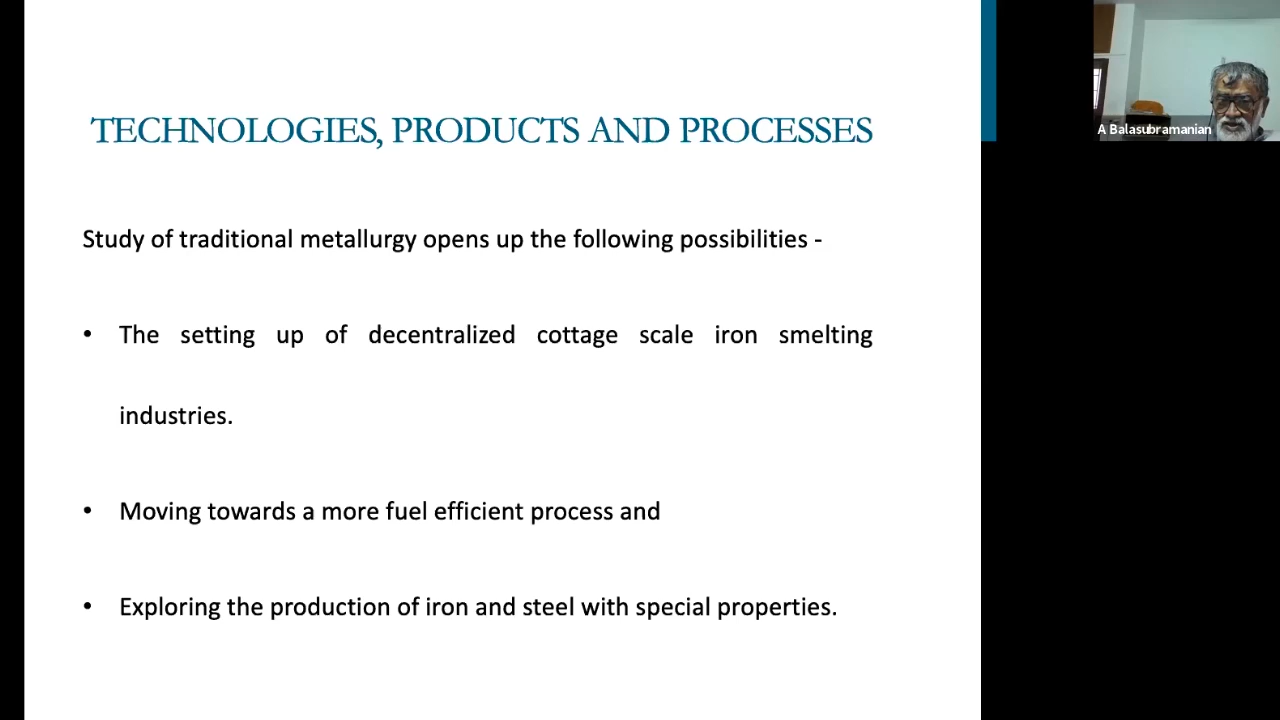 TECHNOLOGIES, PRODUCTS AND PROCESSES
A Balasubramanian
Study of traditional metallurgy opens up the following possibilities -
• The setting up of decentralized cottage scale iron smelting
industries.
• Moving towards a more fuel efficient process and
• Exploring the production of iron and steel with special properties.